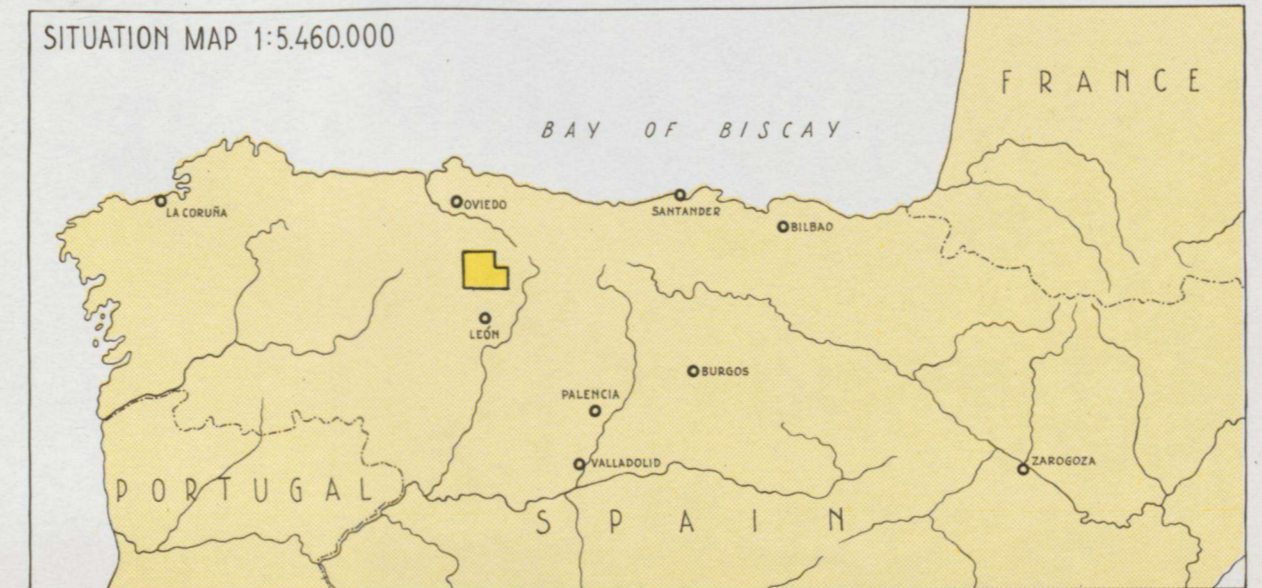 SITUATION MAP 1:5.460.000
FRANCE
BAY OF BISCAY
LA CORUÑA
OVIEDO
SANTANDER
BILBAO
LEÓN
BURGOS
PALENCIA
VALLADOLID
ZAROGOZA
PORTUGAL
SPAIN